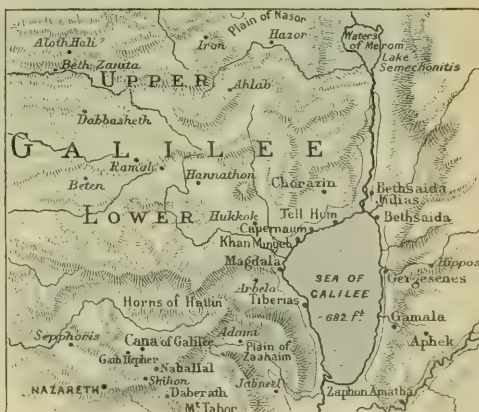 Plain of Nasor
Aloth Holi ?
Iron
Hazor
Waters
of Merom
Lake
Semechonitis
Beth Zanita
UPPER
Ahlab
Dabbasheth
GALILEE
Ramah
Beten
Hannathon
Chorazin
Bethsaida
Julias
LOWER
Hukkok
Tell Hum
Bethsaida
Capernaum
Khan Minyeh
Magdala
SEA OF
GALILEE
- 682 ft.
Hippos
Gergesenes
Arbela
Tiberias
Horns of Hattin
Gamala
Sepphoris
Cana of Galilee
Adami
Plain of
Zaanaim
Aphek
Gath Hepher
Nahallal
Shihon
Jabneel
NAZARETH
Daberath
Mt Tabor
Zaphon Amatha